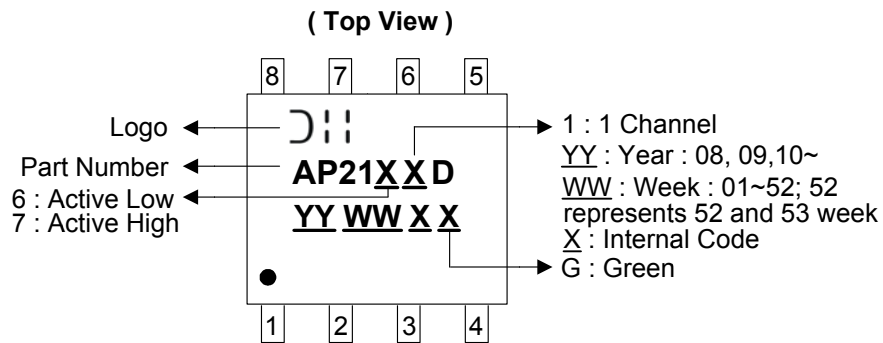 ( Top View )
8 7 6 5
Logo
Part Number
6 : Active Low
7 : Active High
AP21XXD
YY WW X X
1 : 1 Channel
YY : Year : 08, 09,10~
WW : Week : 01~52; 52
represents 52 and 53 week
X : Internal Code
G : Green
1 2 3 4